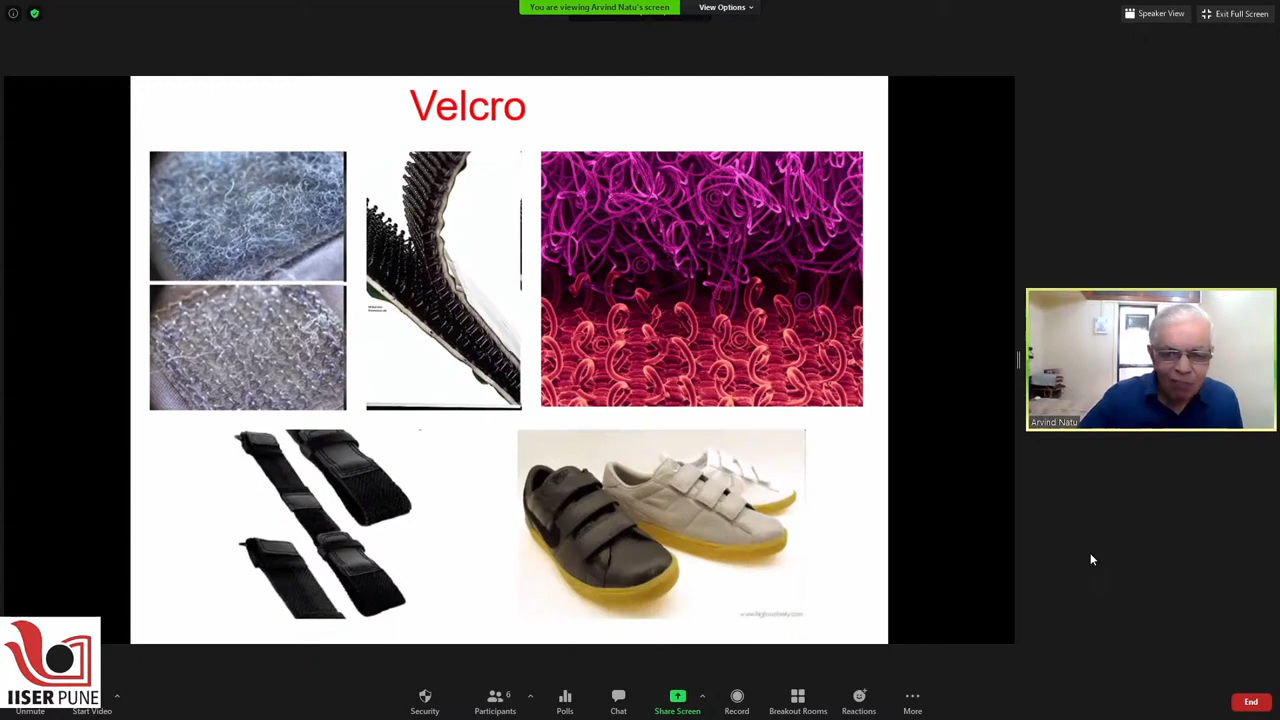 You are viewing Arvind Natu's screen
View Options
Speaker View
Exit Full Screen
Velcro
Arvind Natu
IISER PUNE
Unmute
Start Video
Security
Participants
6
Polls
Chat
Share Screen
Record
Breakout Rooms
Reactions
More
End